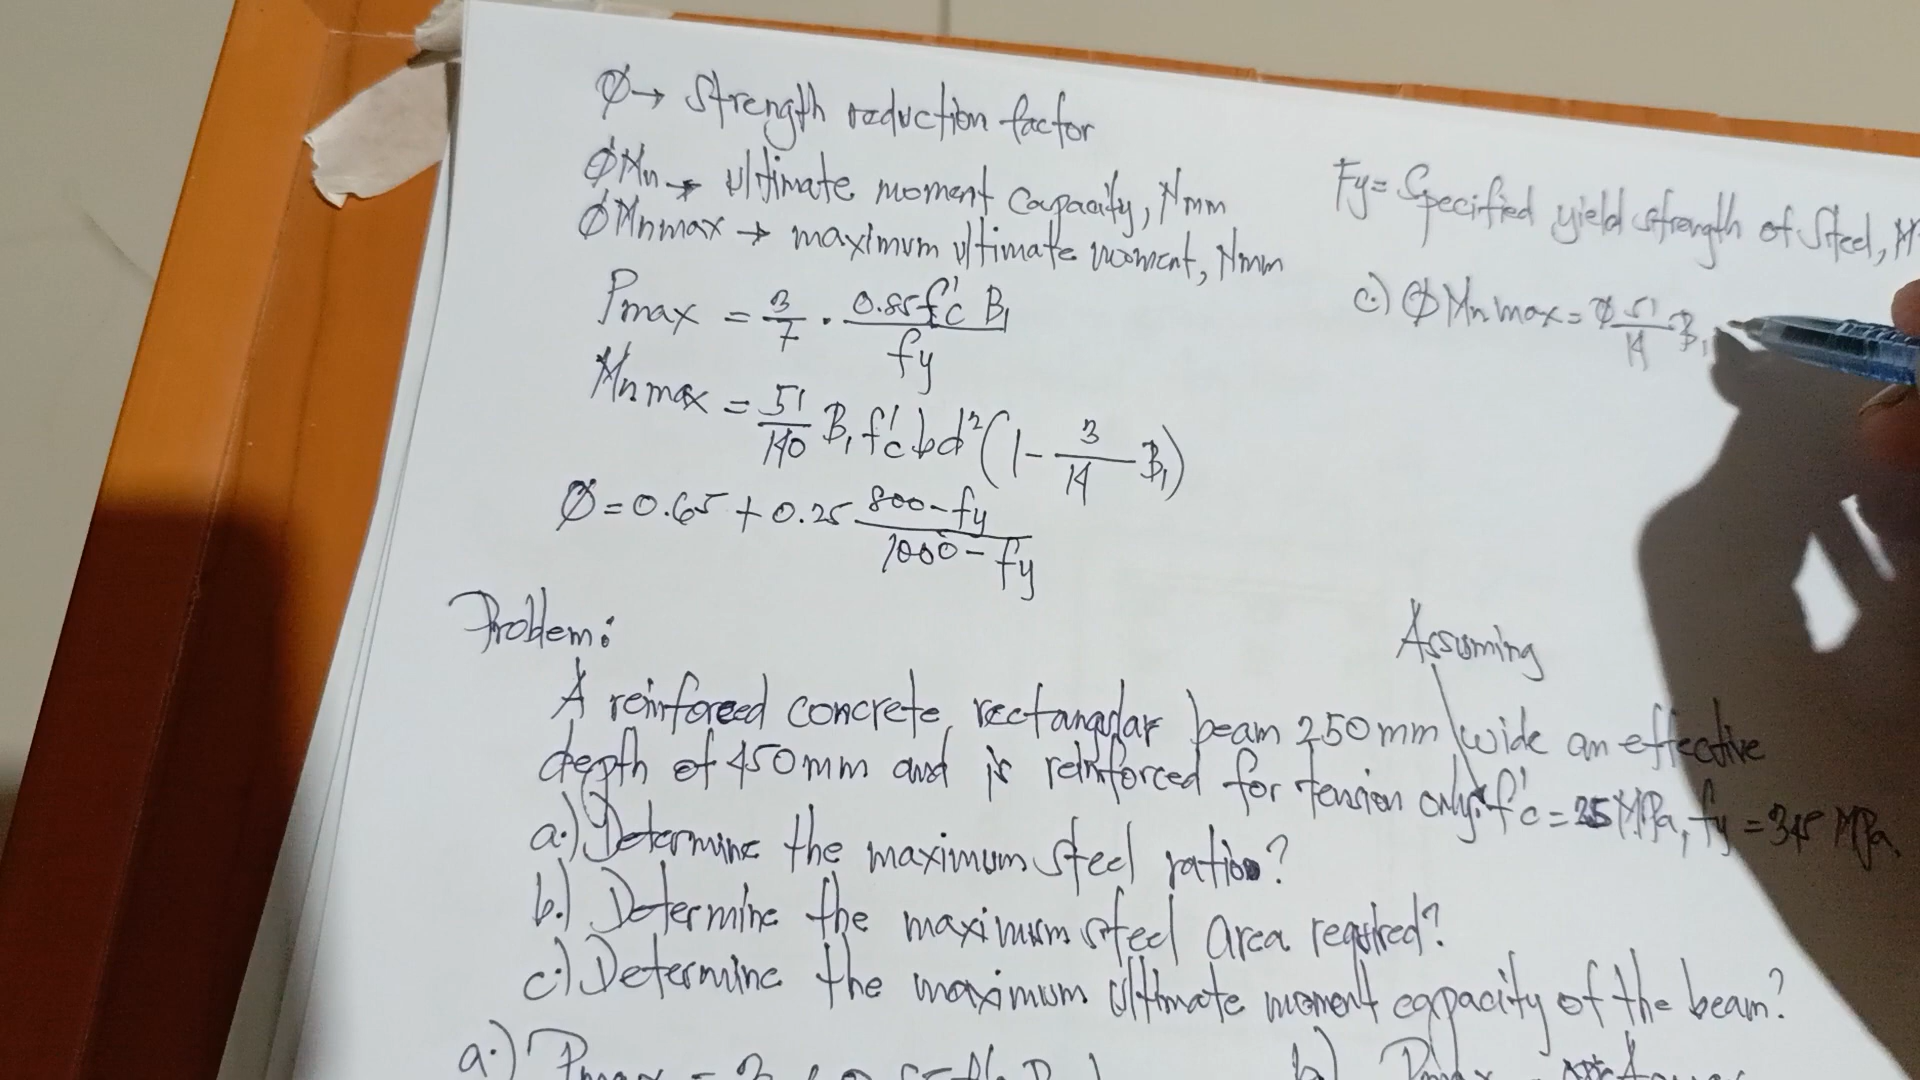 Ø → Strength reduction factor
ØMn → ultimate moment capacity, Nmm
ØMnmax → maximum ultimate moment, Nmm
Pmax = 3/7 · 0.85f'c B1 / fy
Mnmax = 51/140 B1 f'c bd² (1 - 3/14 B1)
Ø = 0.65 + 0.25 800 - fy / 1000 - fy
Fy = Specified yield strength of Steel, M
c.) ØMnmax = Ø 51/14 B1
Problem:
Assuming
A reinforced concrete rectangular beam 250mm wide an effective
depth of 450mm and is reinforced for tension only. f'c = 25 MPa, fy = 345 MPa.
a.) Determine the maximum steel ratio?
b.) Determine the maximum steel area required?
c.) Determine the maximum ultimate moment capacity of the beam?
a.) Pmax = 3
b.) Pmax =